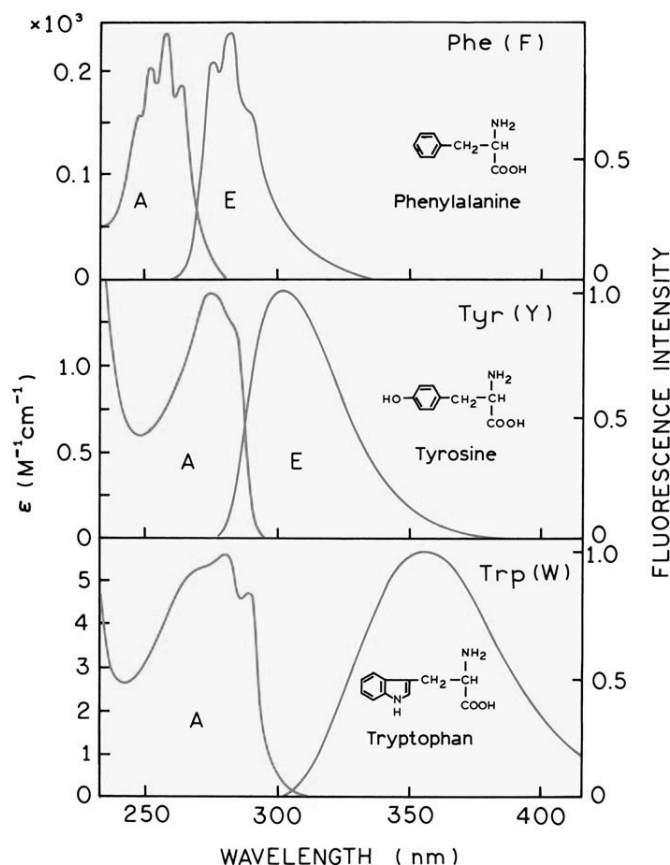 ×10³
Phe (F)
0.2
0.1
0
A
E
NH₂
CH₂
CH
COOH
Phenylalanine
0.5
0
Tyr (Y)
1.0
0.5
0
A
E
HO
CH₂
NH₂
CH
COOH
Tyrosine
1.0
0.5
0
Trp (W)
5
4
3
2
1
0
A
NH₂
CH₂
CH
COOH
N
H
Tryptophan
1.0
0.5
0
250
300
350
400
ε (M⁻¹cm⁻¹)
FLUORESCENCE INTENSITY
WAVELENGTH (nm)